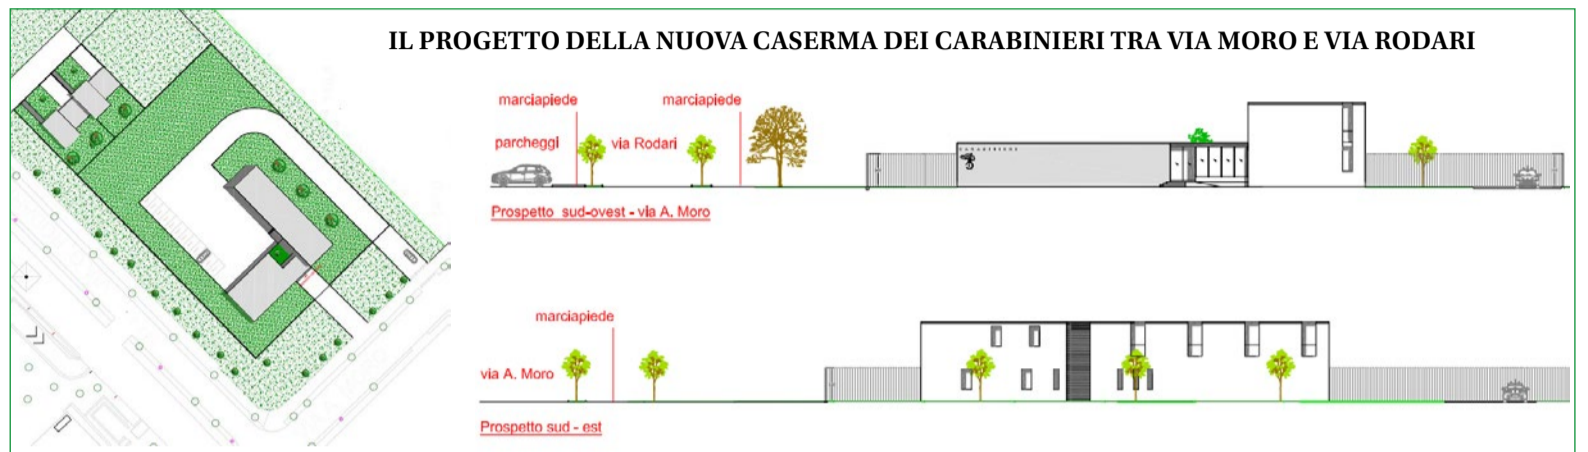 IL PROGETTO DELLA NUOVA CASERMA DEI CARABINIERI TRA VIA MORO E VIA RODARI
marciapiede marciapiede
parcheggi via Rodari
CARABINIERI
Prospetto sud-ovest - via A. Moro
marciapiede
via A. Moro
Prospetto sud - est